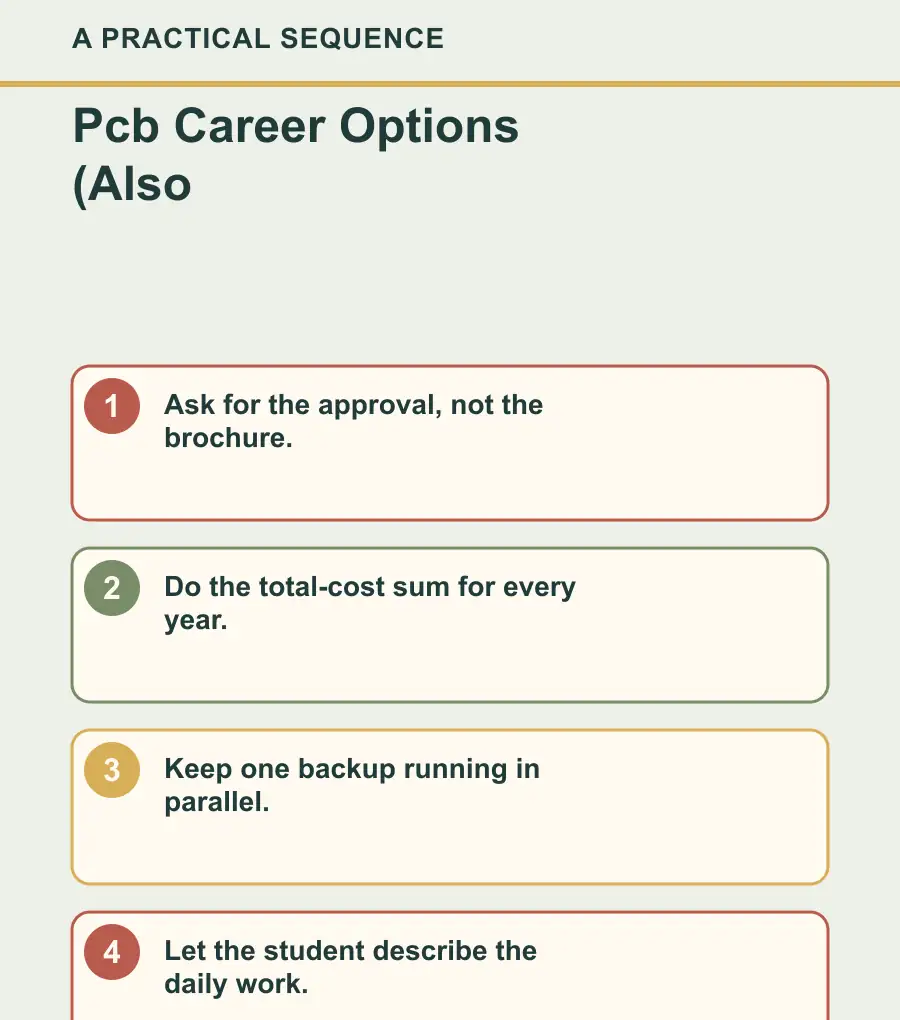 A PRACTICAL SEQUENCE
Pcb Career Options
(Also
1
Ask for the approval, not the
brochure.
2
Do the total-cost sum for every
year.
3
Keep one backup running in
parallel.
4
Let the student describe the
daily work.